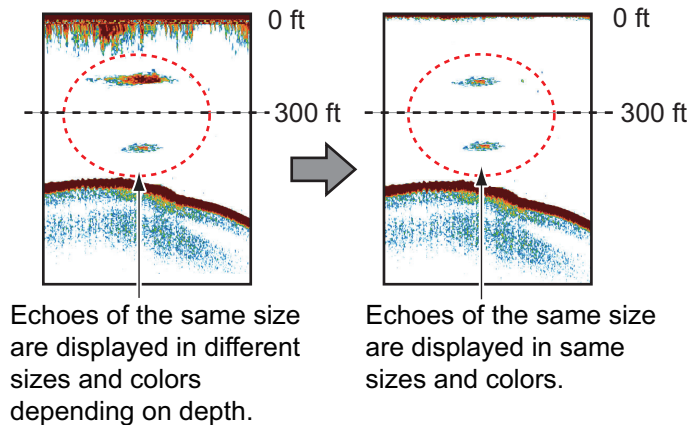 0 ft
300 ft
Echoes of the same size
are displayed in different
sizes and colors
depending on depth.
0 ft
300 ft
Echoes of the same size
are displayed in same
sizes and colors.